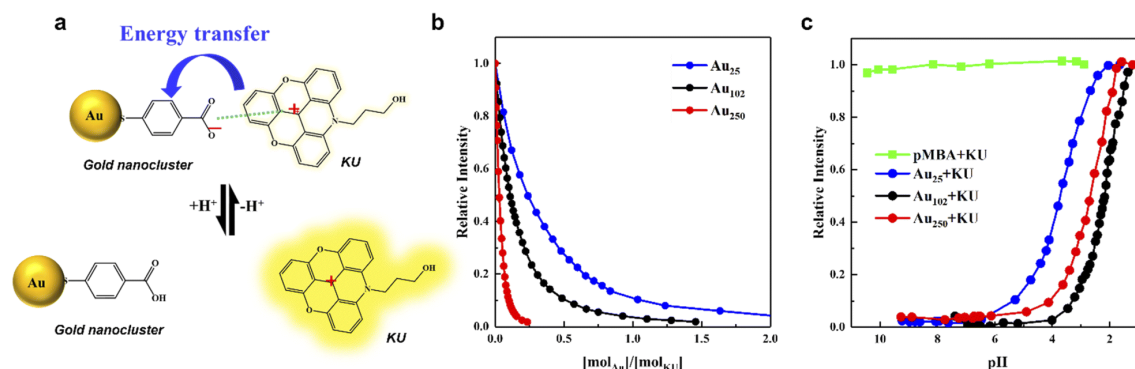 a
Energy transfer
Au
S
O
O
Gold nanocluster
O
O
N
OH
+
KU
+H⁺
-H⁺
Au
S
O
OH
Gold nanocluster
O
O
N
OH
+
KU
b
Relative Intensity
1.0
0.8
0.6
0.4
0.2
0.0
0.0 0.5 1.0 1.5 2.0
[mol_Au]/[mol_KU]
Au₂₅
Au₁₀₂
Au₂₅₀
c
Relative Intensity
1.0
0.8
0.6
0.4
0.2
0.0
10 8 6 4 2
pH
pMBA+KU
Au₂₅+KU
Au₁₀₂+KU
Au₂₅₀+KU